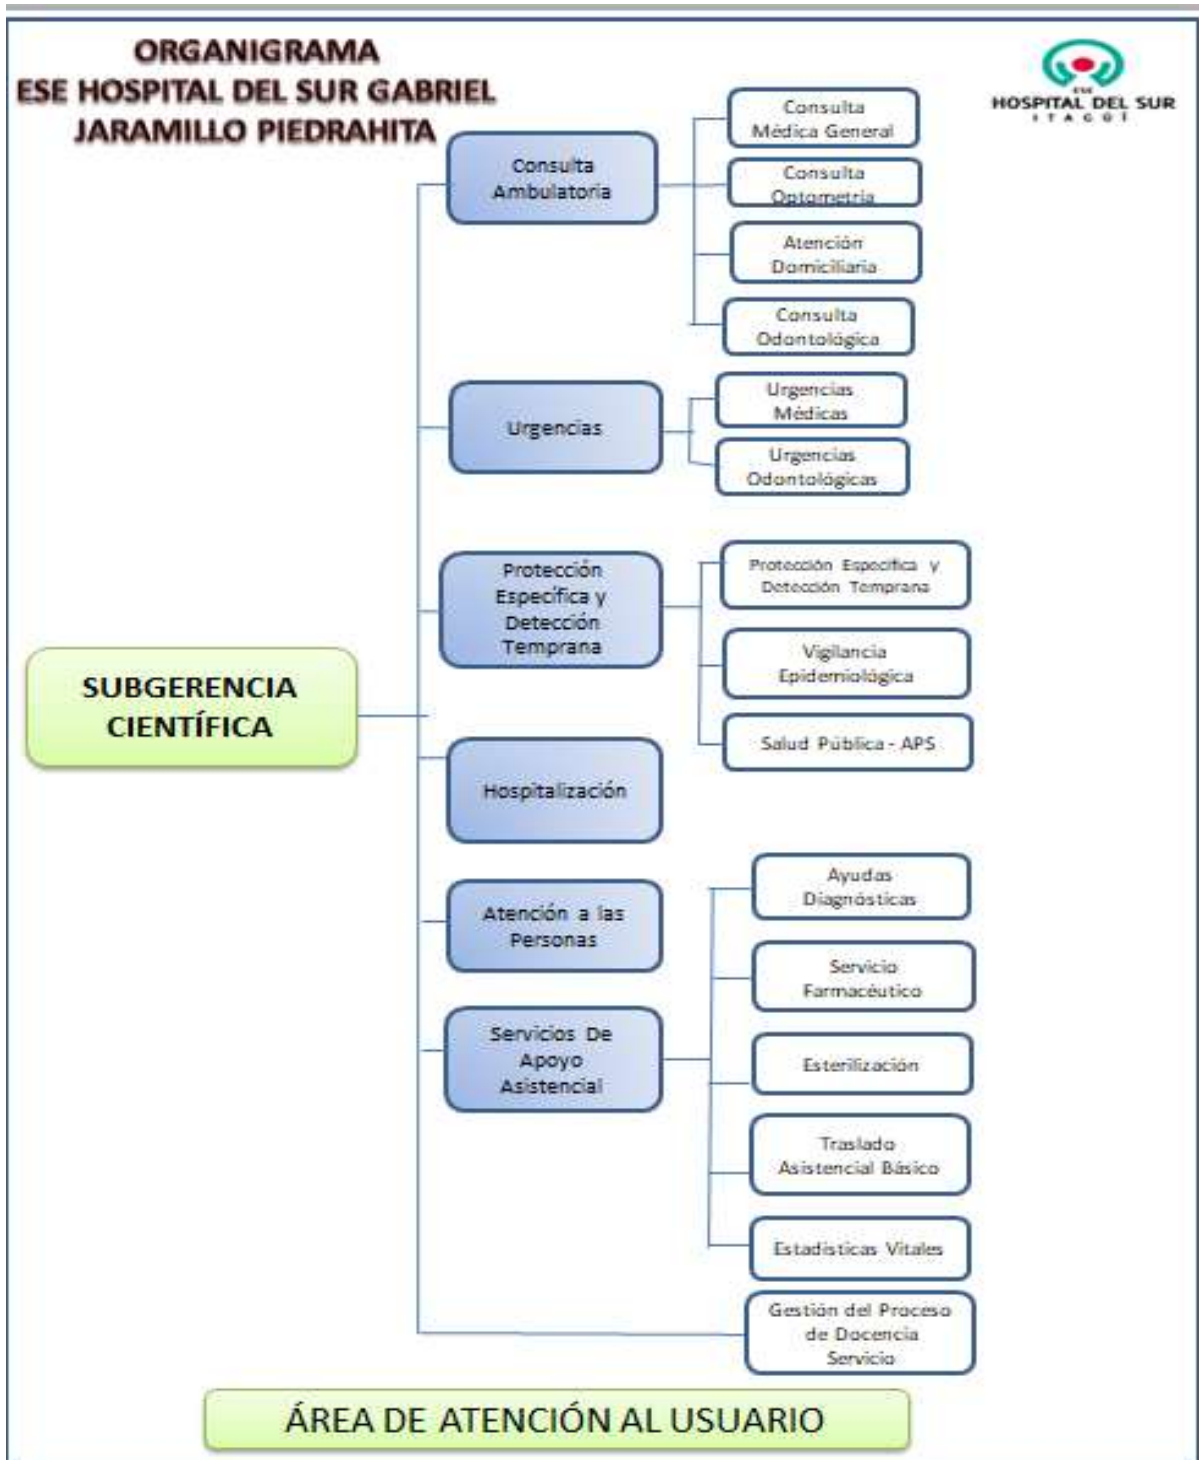 ORGANIGRAMA
ESE HOSPITAL DEL SUR GABRIEL
JARAMILLO PIEDRAHITA
ESE
HOSPITAL DEL SUR
ITAGÜÍ
Consulta
Ambulatoria
Consulta
Médica General
Consulta
Optometría
Atención
Domiciliaria
Consulta
Odontológica
Urgencias
Urgencias
Médicas
Urgencias
Odontológicas
Protección
Específica y
Detección
Temprana
Protección Específica y
Detección Temprana
Vigilancia
Epidemiológica
Salud Pública - APS
SUBGERENCIA
CIENTÍFICA
Hospitalización
Atención a las
Personas
Servicios De
Apoyo
Asistencial
Ayudas
Diagnósticas
Servicio
Farmacéutico
Esterilización
Traslado
Asistencial Básico
Estadísticas Vitales
Gestión del Proceso
de Docencia
Servicio
ÁREA DE ATENCIÓN AL USUARIO